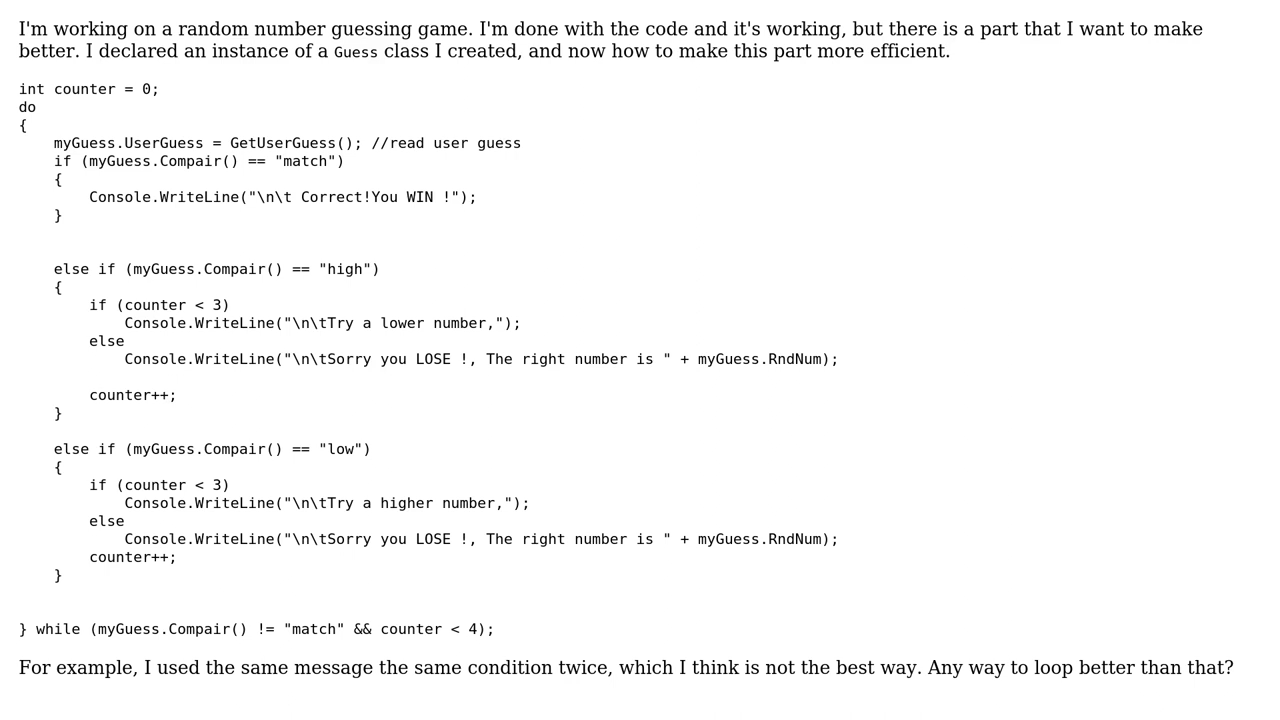 I'm working on a random number guessing game. I'm done with the code and it's working, but there is a part that I want to make
better. I declared an instance of a Guess class I created, and now how to make this part more efficient.
int counter = 0;
do
{
    myGuess.UserGuess = GetUserGuess(); //read user guess
    if (myGuess.Compair() == "match")
    {
        Console.WriteLine("\n\t Correct!You WIN !");
    }
    else if (myGuess.Compair() == "high")
    {
        if (counter < 3)
            Console.WriteLine("\n\tTry a lower number,");
        else
            Console.WriteLine("\n\tSorry you LOSE !, The right number is " + myGuess.RndNum);
        counter++;
    }
    else if (myGuess.Compair() == "low")
    {
        if (counter < 3)
            Console.WriteLine("\n\tTry a higher number,");
        else
            Console.WriteLine("\n\tSorry you LOSE !, The right number is " + myGuess.RndNum);
        counter++;
    }
} while (myGuess.Compair() != "match" && counter < 4);
For example, I used the same message the same condition twice, which I think is not the best way. Any way to loop better than that?